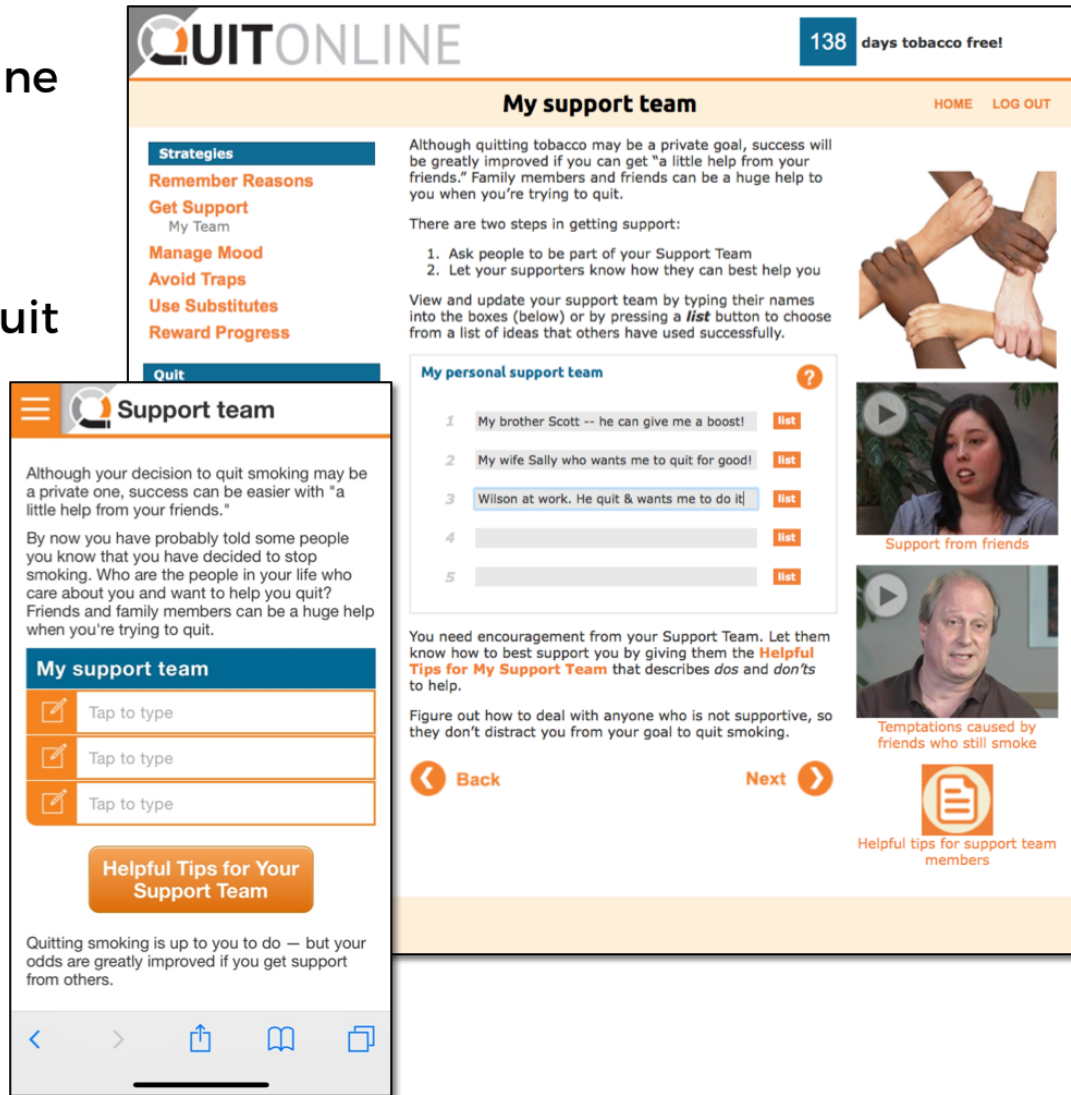 ne
uit
QUITONLINE
138 days tobacco free!
My support team
HOME LOG OUT
Strategies
Remember Reasons
Get Support
My Team
Manage Mood
Avoid Traps
Use Substitutes
Reward Progress
Quit
Although quitting tobacco may be a private goal, success will
be greatly improved if you can get “a little help from your
friends.” Family members and friends can be a huge help to
you when you’re trying to quit.
There are two steps in getting support:
1. Ask people to be part of your Support Team
2. Let your supporters know how they can best help you
View and update your support team by typing their names
into the boxes (below) or by pressing a list button to choose
from a list of ideas that others have used successfully.
My personal support team ?
1 My brother Scott -- he can give me a boost! list
2 My wife Sally who wants me to quit for good! list
3 Wilson at work. He quit & wants me to do it list
4 list
5 list
You need encouragement from your Support Team. Let them
know how to best support you by giving them the Helpful
Tips for My Support Team that describes dos and don’ts
to help.
Figure out how to deal with anyone who is not supportive, so
they don’t distract you from your goal to quit smoking.
Back Next
Support from friends
Temptations caused by
friends who still smoke
Helpful tips for support team
members
Support team
Although your decision to quit smoking may be
a private one, success can be easier with "a
little help from your friends."
By now you have probably told some people
you know that you have decided to stop
smoking. Who are the people in your life who
care about you and want to help you quit?
Friends and family members can be a huge help
when you're trying to quit.
My support team
Tap to type
Tap to type
Tap to type
Helpful Tips for Your
Support Team
Quitting smoking is up to you to do — but your
odds are greatly improved if you get support
from others.